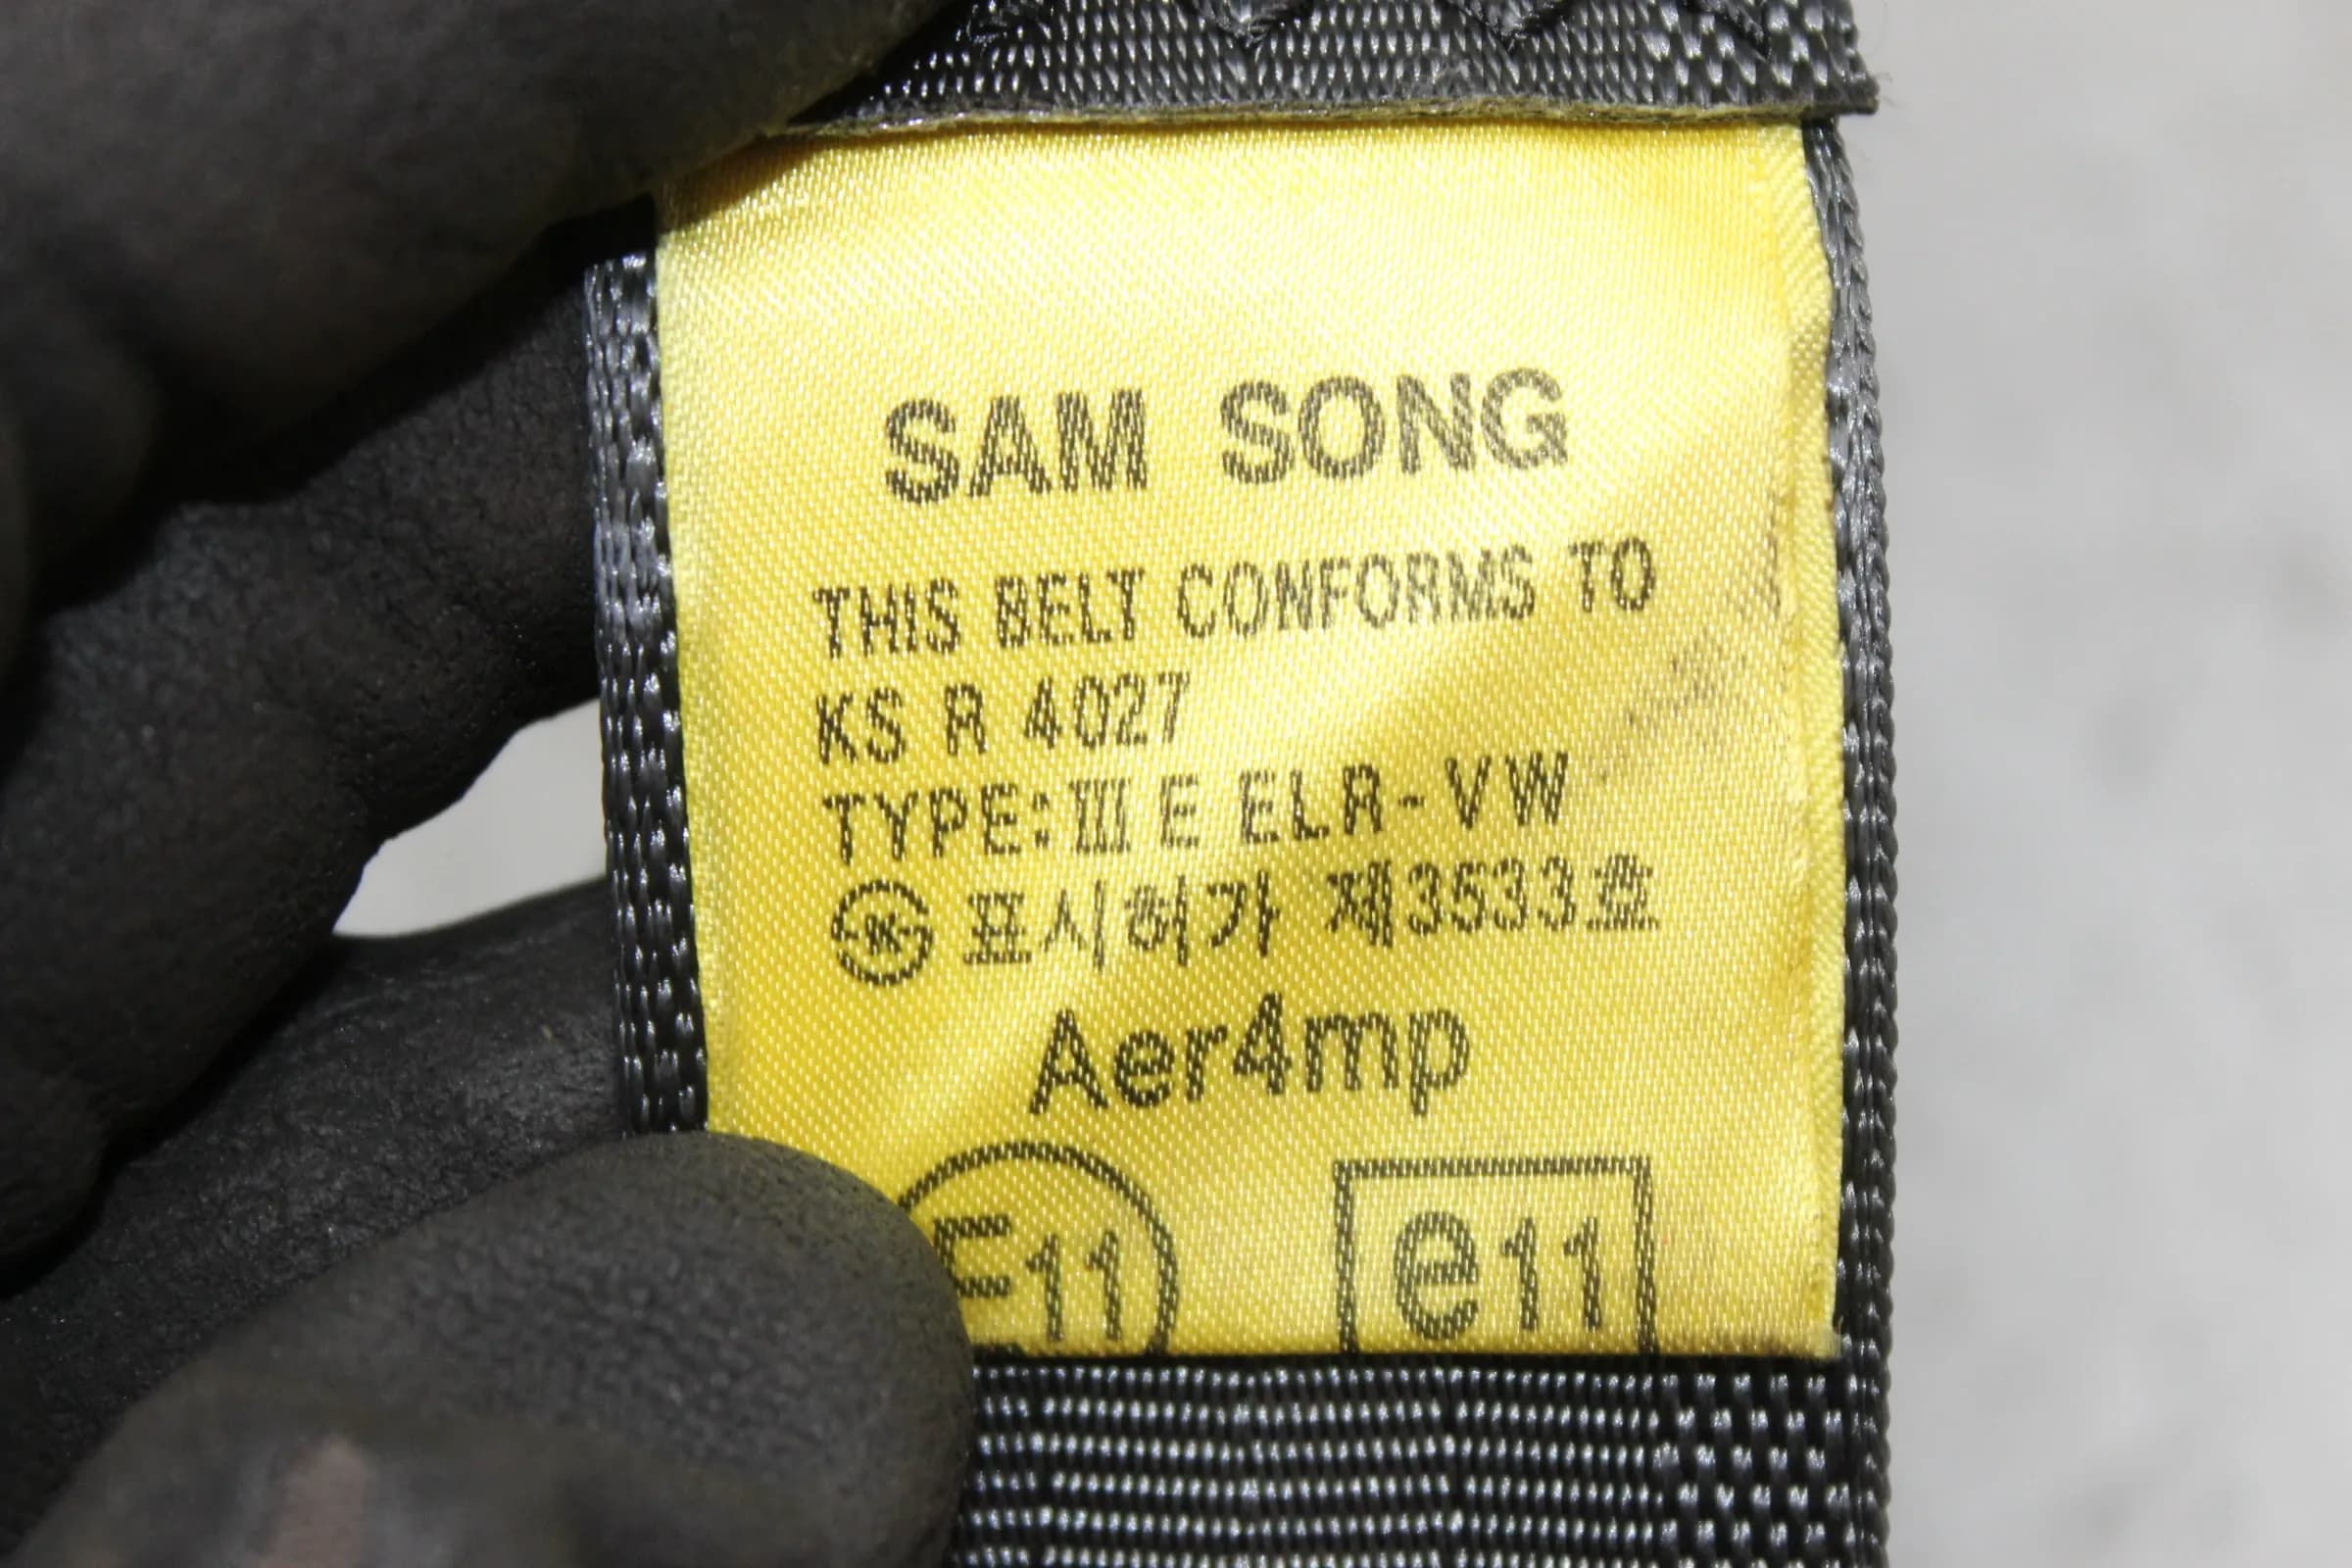 SAM SONG
THIS BELT CONFORMS TO
KS R 4027
TYPE:ⅢE ELR-VW
㉿ 표시허가 제3533호
Aer4mp
E11 e11